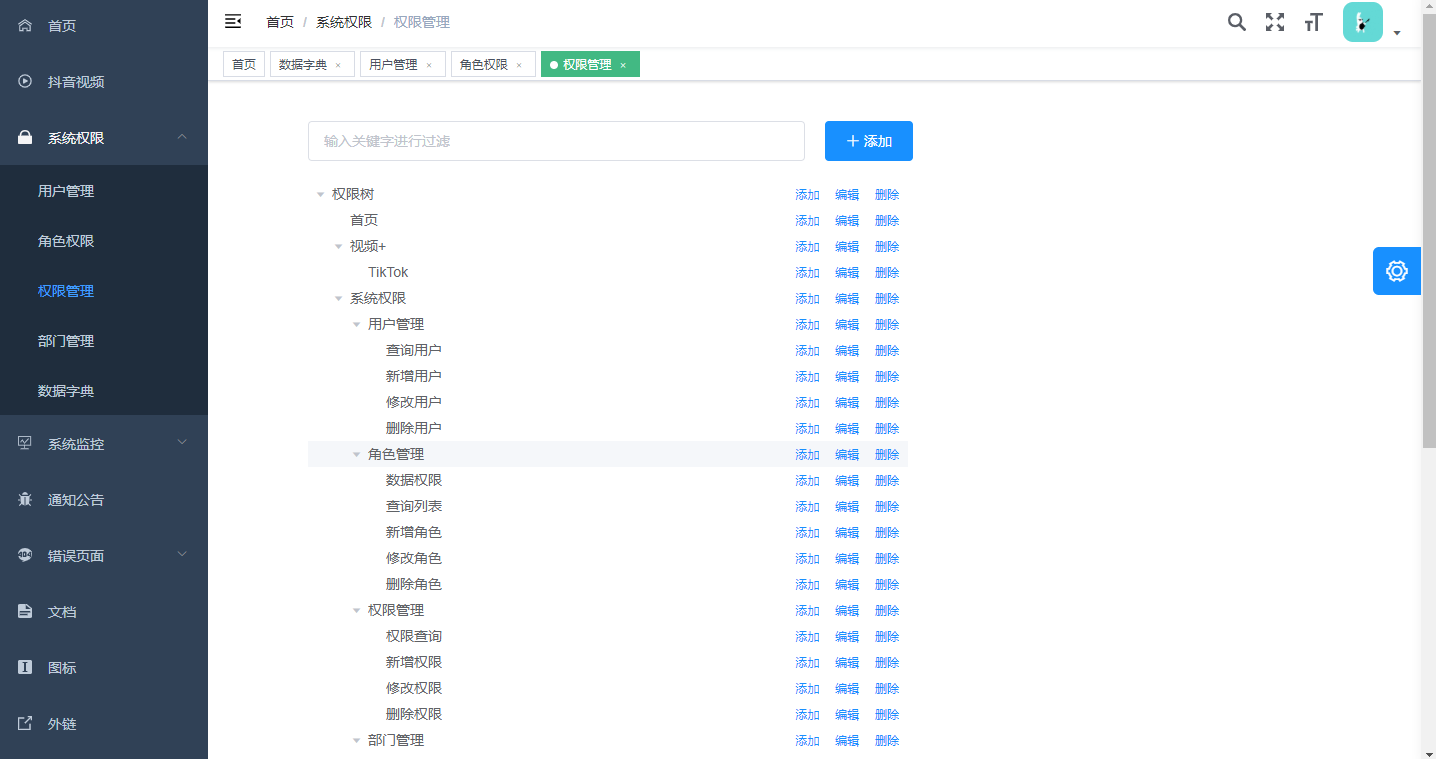 首页
抖音视频
系统权限
用户管理
角色权限
权限管理
部门管理
数据字典
系统监控
通知公告
错误页面
文档
图标
外链
首页 / 系统权限 / 权限管理
首页 数据字典 × 用户管理 × 角色权限 × 权限管理 ×
输入关键字进行过滤 + 添加
权限树 添加 编辑 删除
首页 添加 编辑 删除
视频+ 添加 编辑 删除
TikTok 添加 编辑 删除
系统权限 添加 编辑 删除
用户管理 添加 编辑 删除
查询用户 添加 编辑 删除
新增用户 添加 编辑 删除
修改用户 添加 编辑 删除
删除用户 添加 编辑 删除
角色管理 添加 编辑 删除
数据权限 添加 编辑 删除
查询列表 添加 编辑 删除
新增角色 添加 编辑 删除
修改角色 添加 编辑 删除
删除角色 添加 编辑 删除
权限管理 添加 编辑 删除
权限查询 添加 编辑 删除
新增权限 添加 编辑 删除
修改权限 添加 编辑 删除
删除权限 添加 编辑 删除
部门管理 添加 编辑 删除